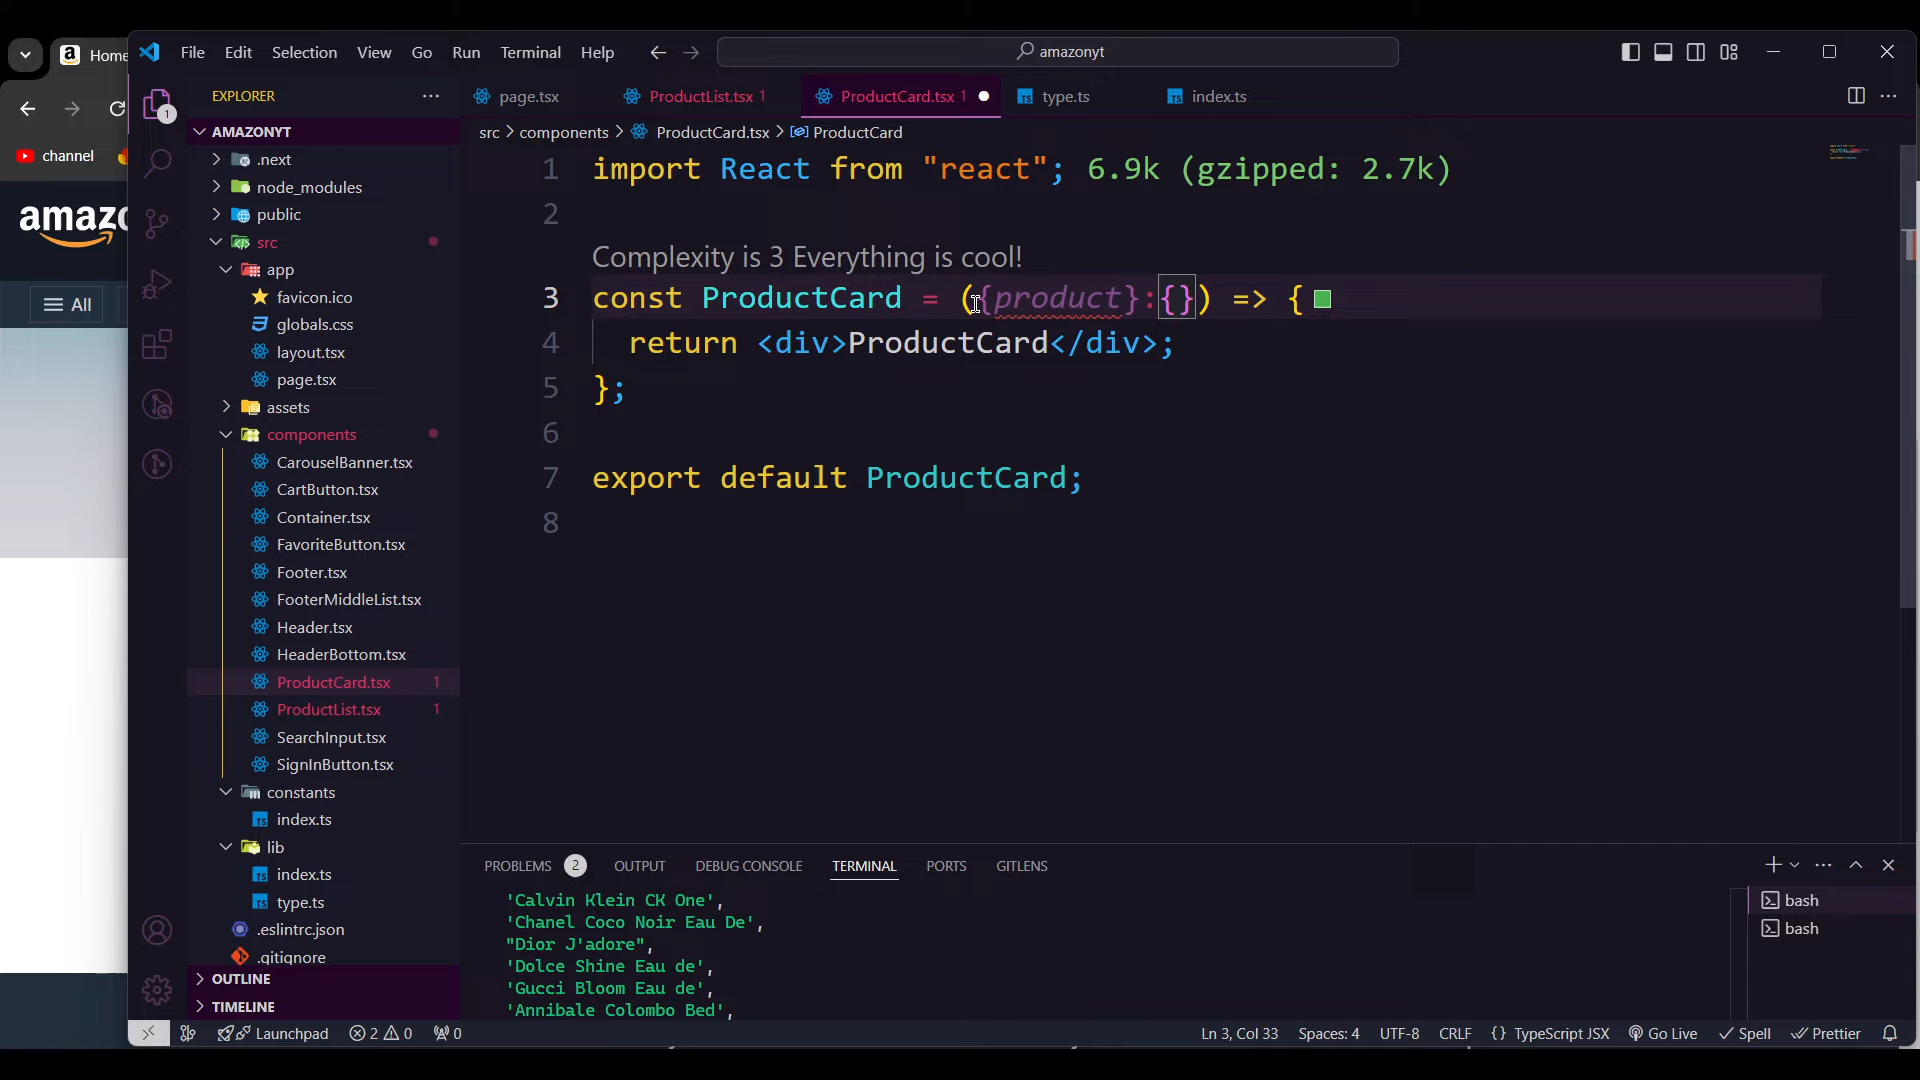 Home
channel
amazo
All
File Edit Selection View Go Run Terminal Help
amazonyt
EXPLORER
page.tsx ProductList.tsx 1 ProductCard.tsx 1 type.ts index.ts
src > components > ProductCard.tsx > ProductCard
1
AMAZONYT
.next
node_modules
public
src
app
favicon.ico
globals.css
layout.tsx
page.tsx
assets
components
CarouselBanner.tsx
CartButton.tsx
Container.tsx
FavoriteButton.tsx
Footer.tsx
FooterMiddleList.tsx
Header.tsx
HeaderBottom.tsx
ProductCard.tsx 1
ProductList.tsx 1
SearchInput.tsx
SignInButton.tsx
constants
index.ts
lib
index.ts
type.ts
.eslintrc.json
.gitignore
OUTLINE
TIMELINE
1 import React from "react"; 6.9k (gzipped: 2.7k)
2
Complexity is 3 Everything is cool!
3 const ProductCard = ({product}:{}) => {
4 return <div>ProductCard</div>;
5 };
6
7 export default ProductCard;
8
PROBLEMS 2 OUTPUT DEBUG CONSOLE TERMINAL PORTS GITLENS
'Calvin Klein CK One',
'Chanel Coco Noir Eau De',
"Dior J'adore",
'Dolce Shine Eau de',
'Gucci Bloom Eau de',
'Annibale Colombo Bed',
bash
bash
Launchpad 2 0 0 Ln 3, Col 33 Spaces: 4 UTF-8 CRLF {} TypeScript JSX Go Live Spell Prettier